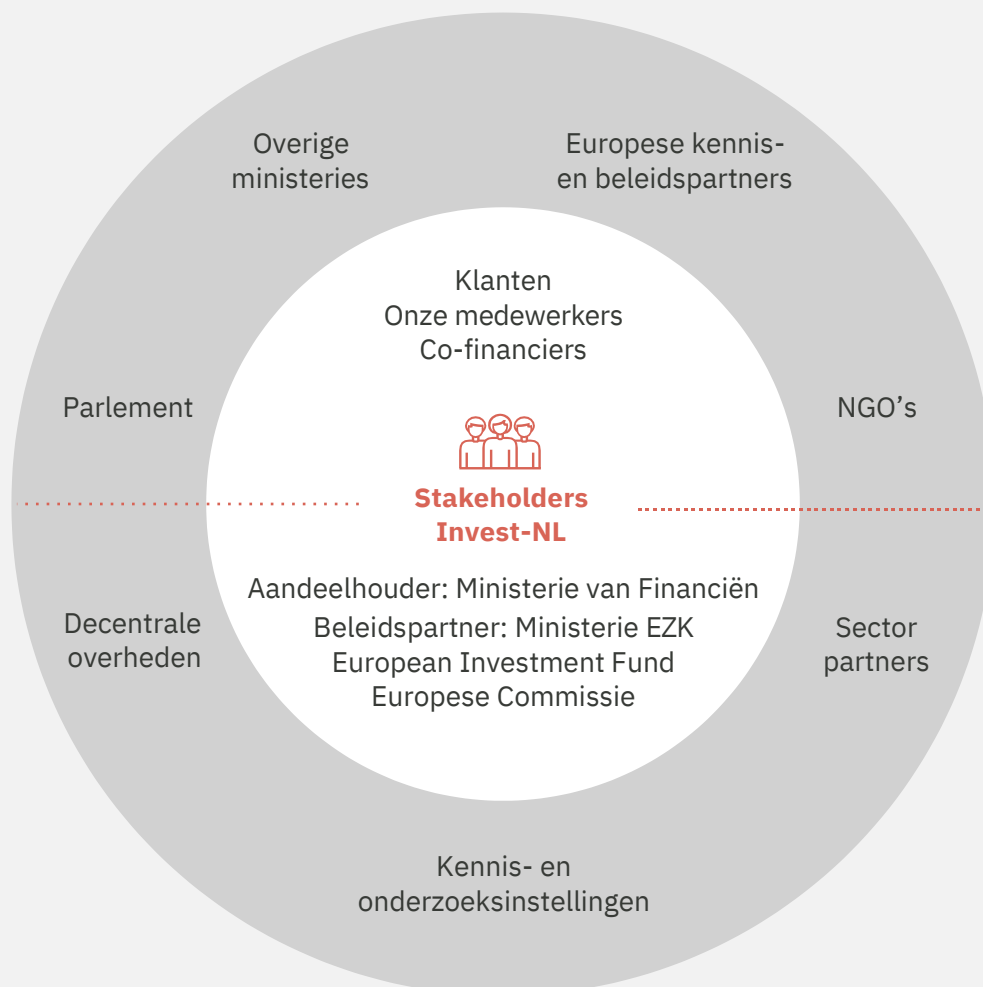 Overige
ministeries
Europese kennis-
en beleidspartners
Klanten
Onze medewerkers
Co-financiers
Parlement
NGO’s
Stakeholders
Invest-NL
Aandeelhouder: Ministerie van Financiën
Beleidspartner: Ministerie EZK
European Investment Fund
Europese Commissie
Decentrale
overheden
Sector
partners
Kennis- en
onderzoeksinstellingen